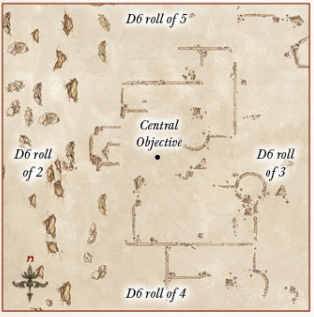 D6 roll of 5
Central
Objective
D6 roll
of 2
D6 roll
of 3
D6 roll of 4
n